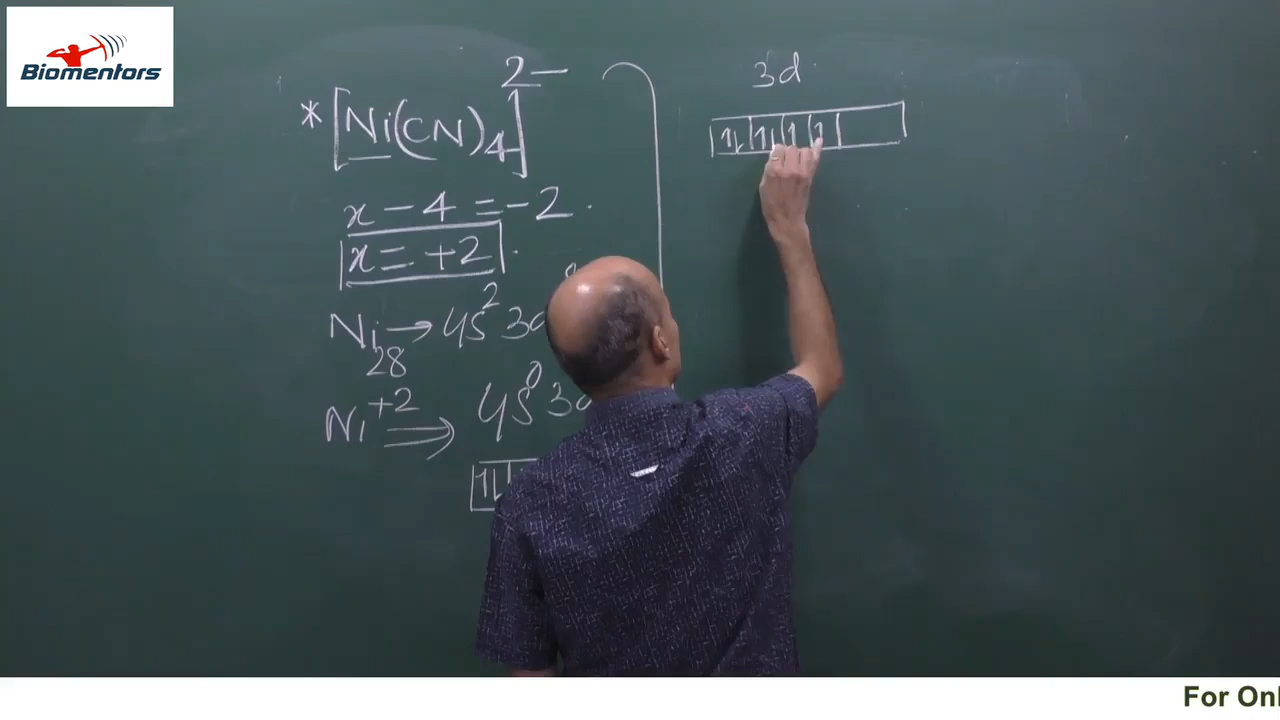 Biomentors
* [Ni(CN)4]2-
x - 4 = -2
x = +2
Ni → 4s2 3d
28
Ni+2 ⇒ 4s0 3d
3d
For Onl